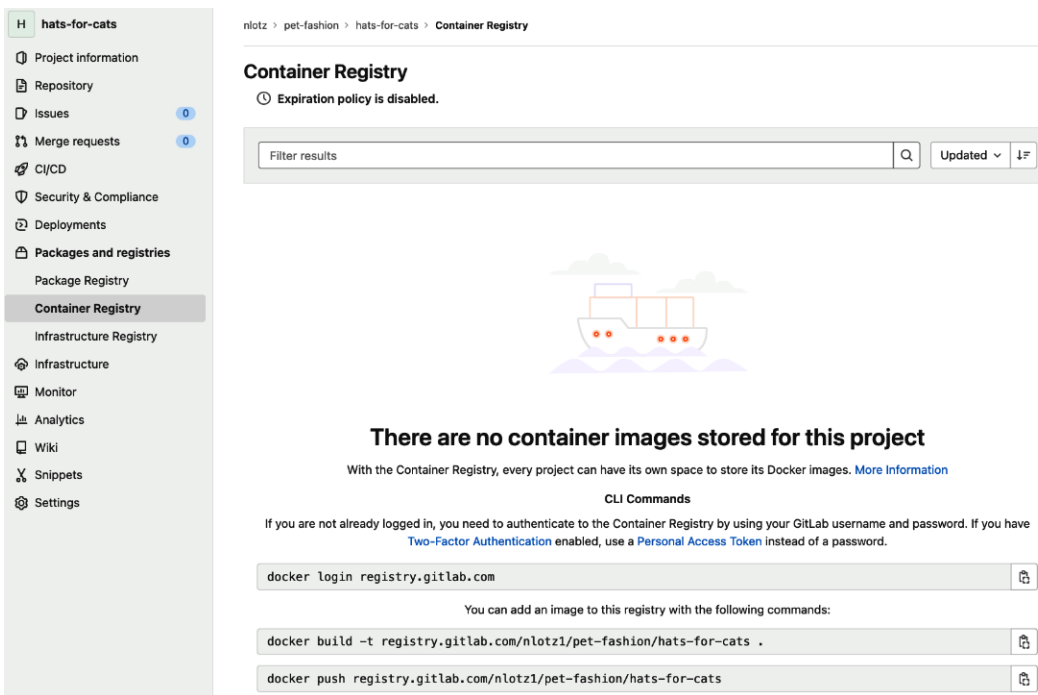 H hats-for-cats
Project information
Repository
Issues 0
Merge requests 0
CI/CD
Security & Compliance
Deployments
Packages and registries
Package Registry
Container Registry
Infrastructure Registry
Infrastructure
Monitor
Analytics
Wiki
Snippets
Settings
nlotz > pet-fashion > hats-for-cats > Container Registry
Container Registry
Expiration policy is disabled.
Filter results
Updated
There are no container images stored for this project
With the Container Registry, every project can have its own space to store its Docker images. More Information
CLI Commands
If you are not already logged in, you need to authenticate to the Container Registry by using your GitLab username and password. If you have
Two-Factor Authentication enabled, use a Personal Access Token instead of a password.
docker login registry.gitlab.com
You can add an image to this registry with the following commands:
docker build -t registry.gitlab.com/nlotz1/pet-fashion/hats-for-cats .
docker push registry.gitlab.com/nlotz1/pet-fashion/hats-for-cats